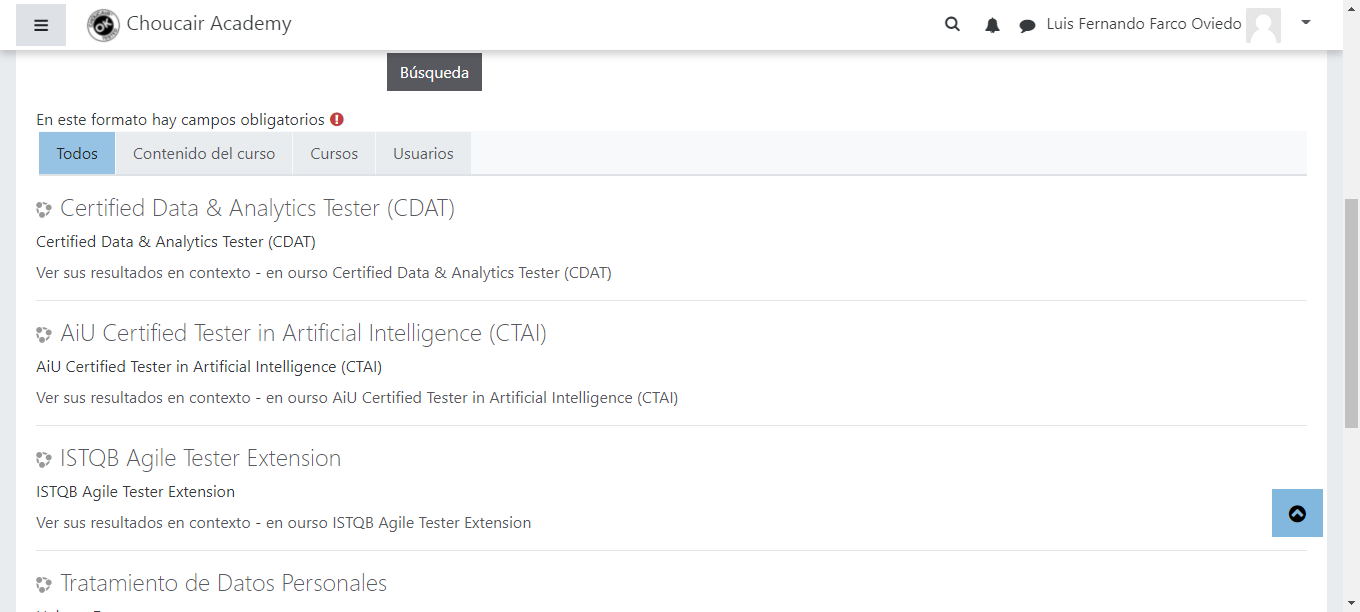 Choucair Academy
Luis Fernando Farco Oviedo
Búsqueda
En este formato hay campos obligatorios
Todos
Contenido del curso
Cursos
Usuarios
Certified Data & Analytics Tester (CDAT)
Certified Data & Analytics Tester (CDAT)
Ver sus resultados en contexto - en ourso Certified Data & Analytics Tester (CDAT)
AiU Certified Tester in Artificial Intelligence (CTAI)
AiU Certified Tester in Artificial Intelligence (CTAI)
Ver sus resultados en contexto - en ourso AiU Certified Tester in Artificial Intelligence (CTAI)
ISTQB Agile Tester Extension
ISTQB Agile Tester Extension
Ver sus resultados en contexto - en ourso ISTQB Agile Tester Extension
Tratamiento de Datos Personales